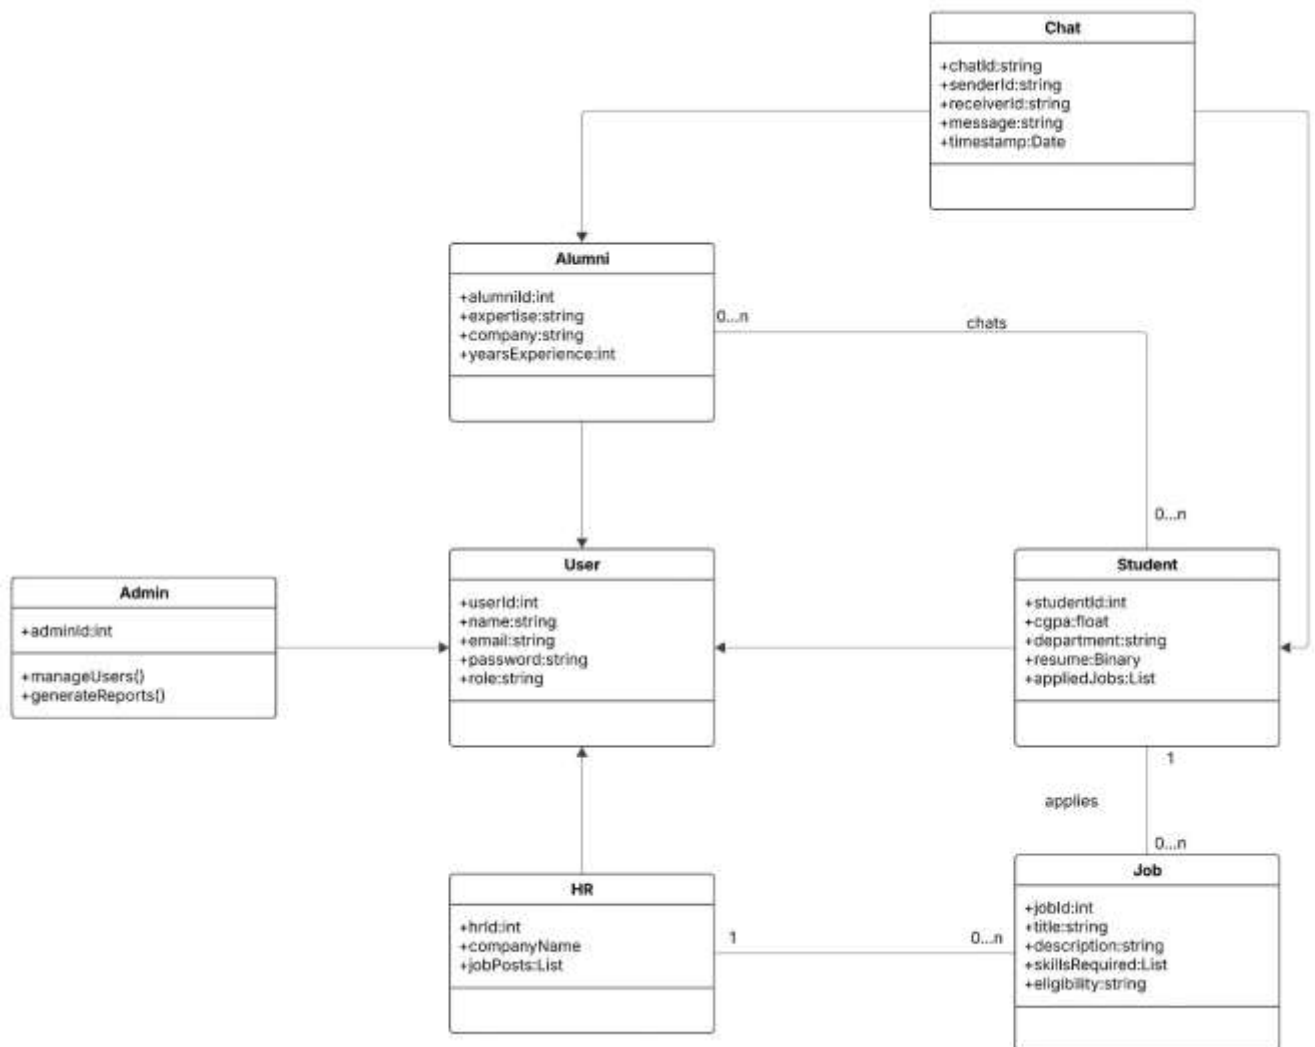 Chat
+chatId:string
+senderId:string
+receiverId:string
+message:string
+timestamp:Date
Alumni
+alumniId:int
+expertise:string
+company:string
+yearsExperience:int
0...n
chats
0...n
Admin
+adminId:int
+manageUsers()
+generateReports()
User
+userId:int
+name:string
+email:string
+password:string
+role:string
Student
+studentId:int
+cgpa:float
+department:string
+resume:Binary
+appliedJobs:List
1
applies
0...n
HR
+hrId:int
+companyName
+jobPosts:List
1
0...n
Job
+jobId:int
+title:string
+description:string
+skillsRequired:List
+eligibility:string